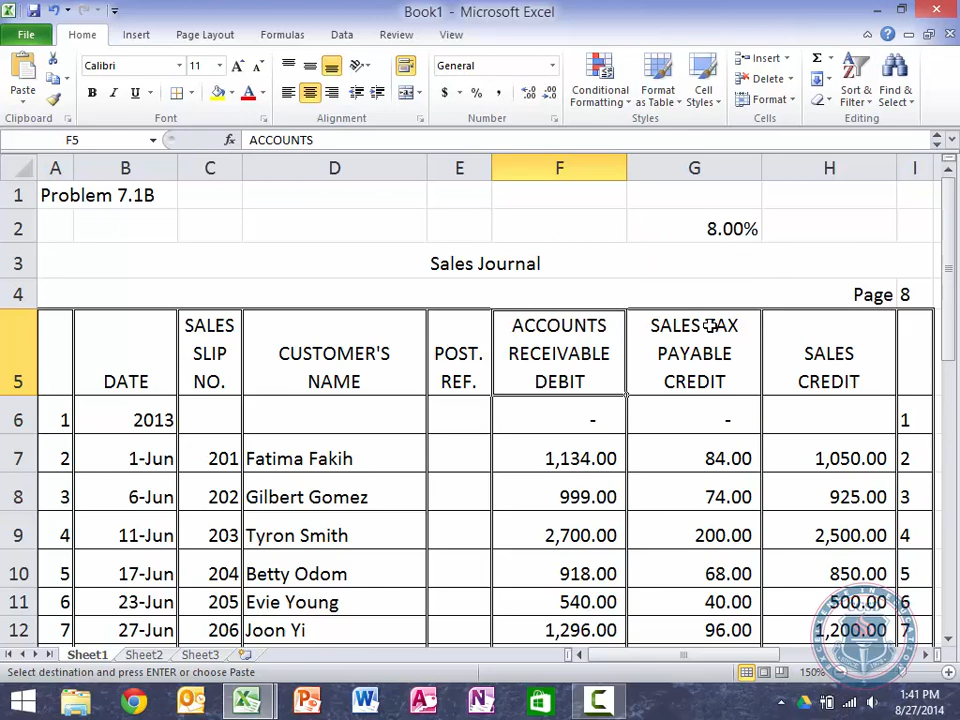 Book1 - Microsoft Excel
File Home Insert Page Layout Formulas Data Review View
Paste Calibri 11 General Conditional Formatting Format as Table Cell Styles Insert Delete Format Sort & Filter Find & Select
Clipboard Font Alignment Number Styles Cells Editing
F5 fx ACCOUNTS
A B C D E F G H I
1 Problem 7.1B
2 8.00%
3 Sales Journal
4 Page 8
SALES ACCOUNTS SALES TAX
SLIP CUSTOMER'S POST. RECEIVABLE PAYABLE SALES
5 DATE NO. NAME REF. DEBIT CREDIT CREDIT
6 1 2013 - - 1
7 2 1-Jun 201 Fatima Fakih 1,134.00 84.00 1,050.00 2
8 3 6-Jun 202 Gilbert Gomez 999.00 74.00 925.00 3
9 4 11-Jun 203 Tyron Smith 2,700.00 200.00 2,500.00 4
10 5 17-Jun 204 Betty Odom 918.00 68.00 850.00 5
11 6 23-Jun 205 Evie Young 540.00 40.00 500.00 6
12 7 27-Jun 206 Joon Yi 1,296.00 96.00 1,200.00 7
Sheet1 Sheet2 Sheet3
Select destination and press ENTER or choose Paste 150%
1:41 PM
8/27/2014